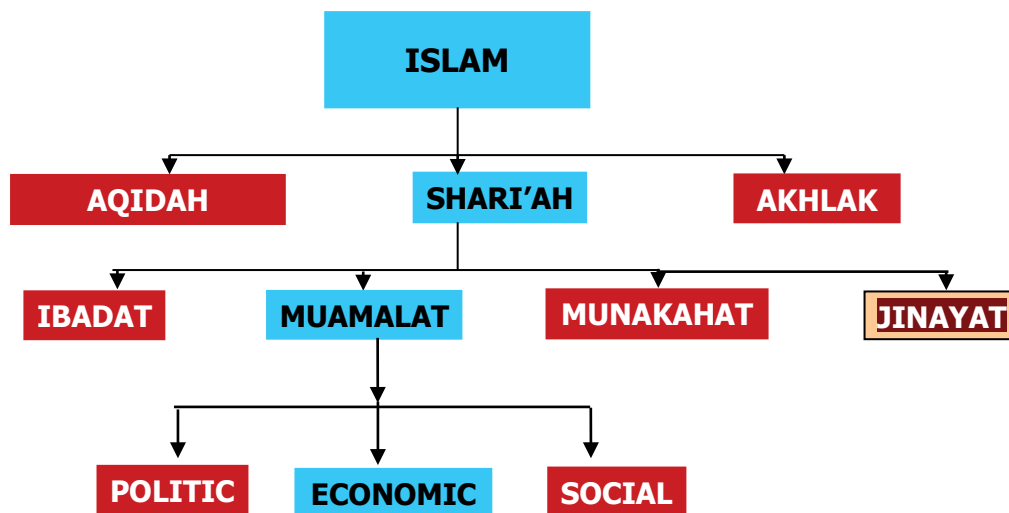 ISLAM
AQIDAH
SHARI’AH
AKHLAK
IBADAT
MUAMALAT
MUNAKAHAT
JINAYAT
POLITIC
ECONOMIC
SOCIAL